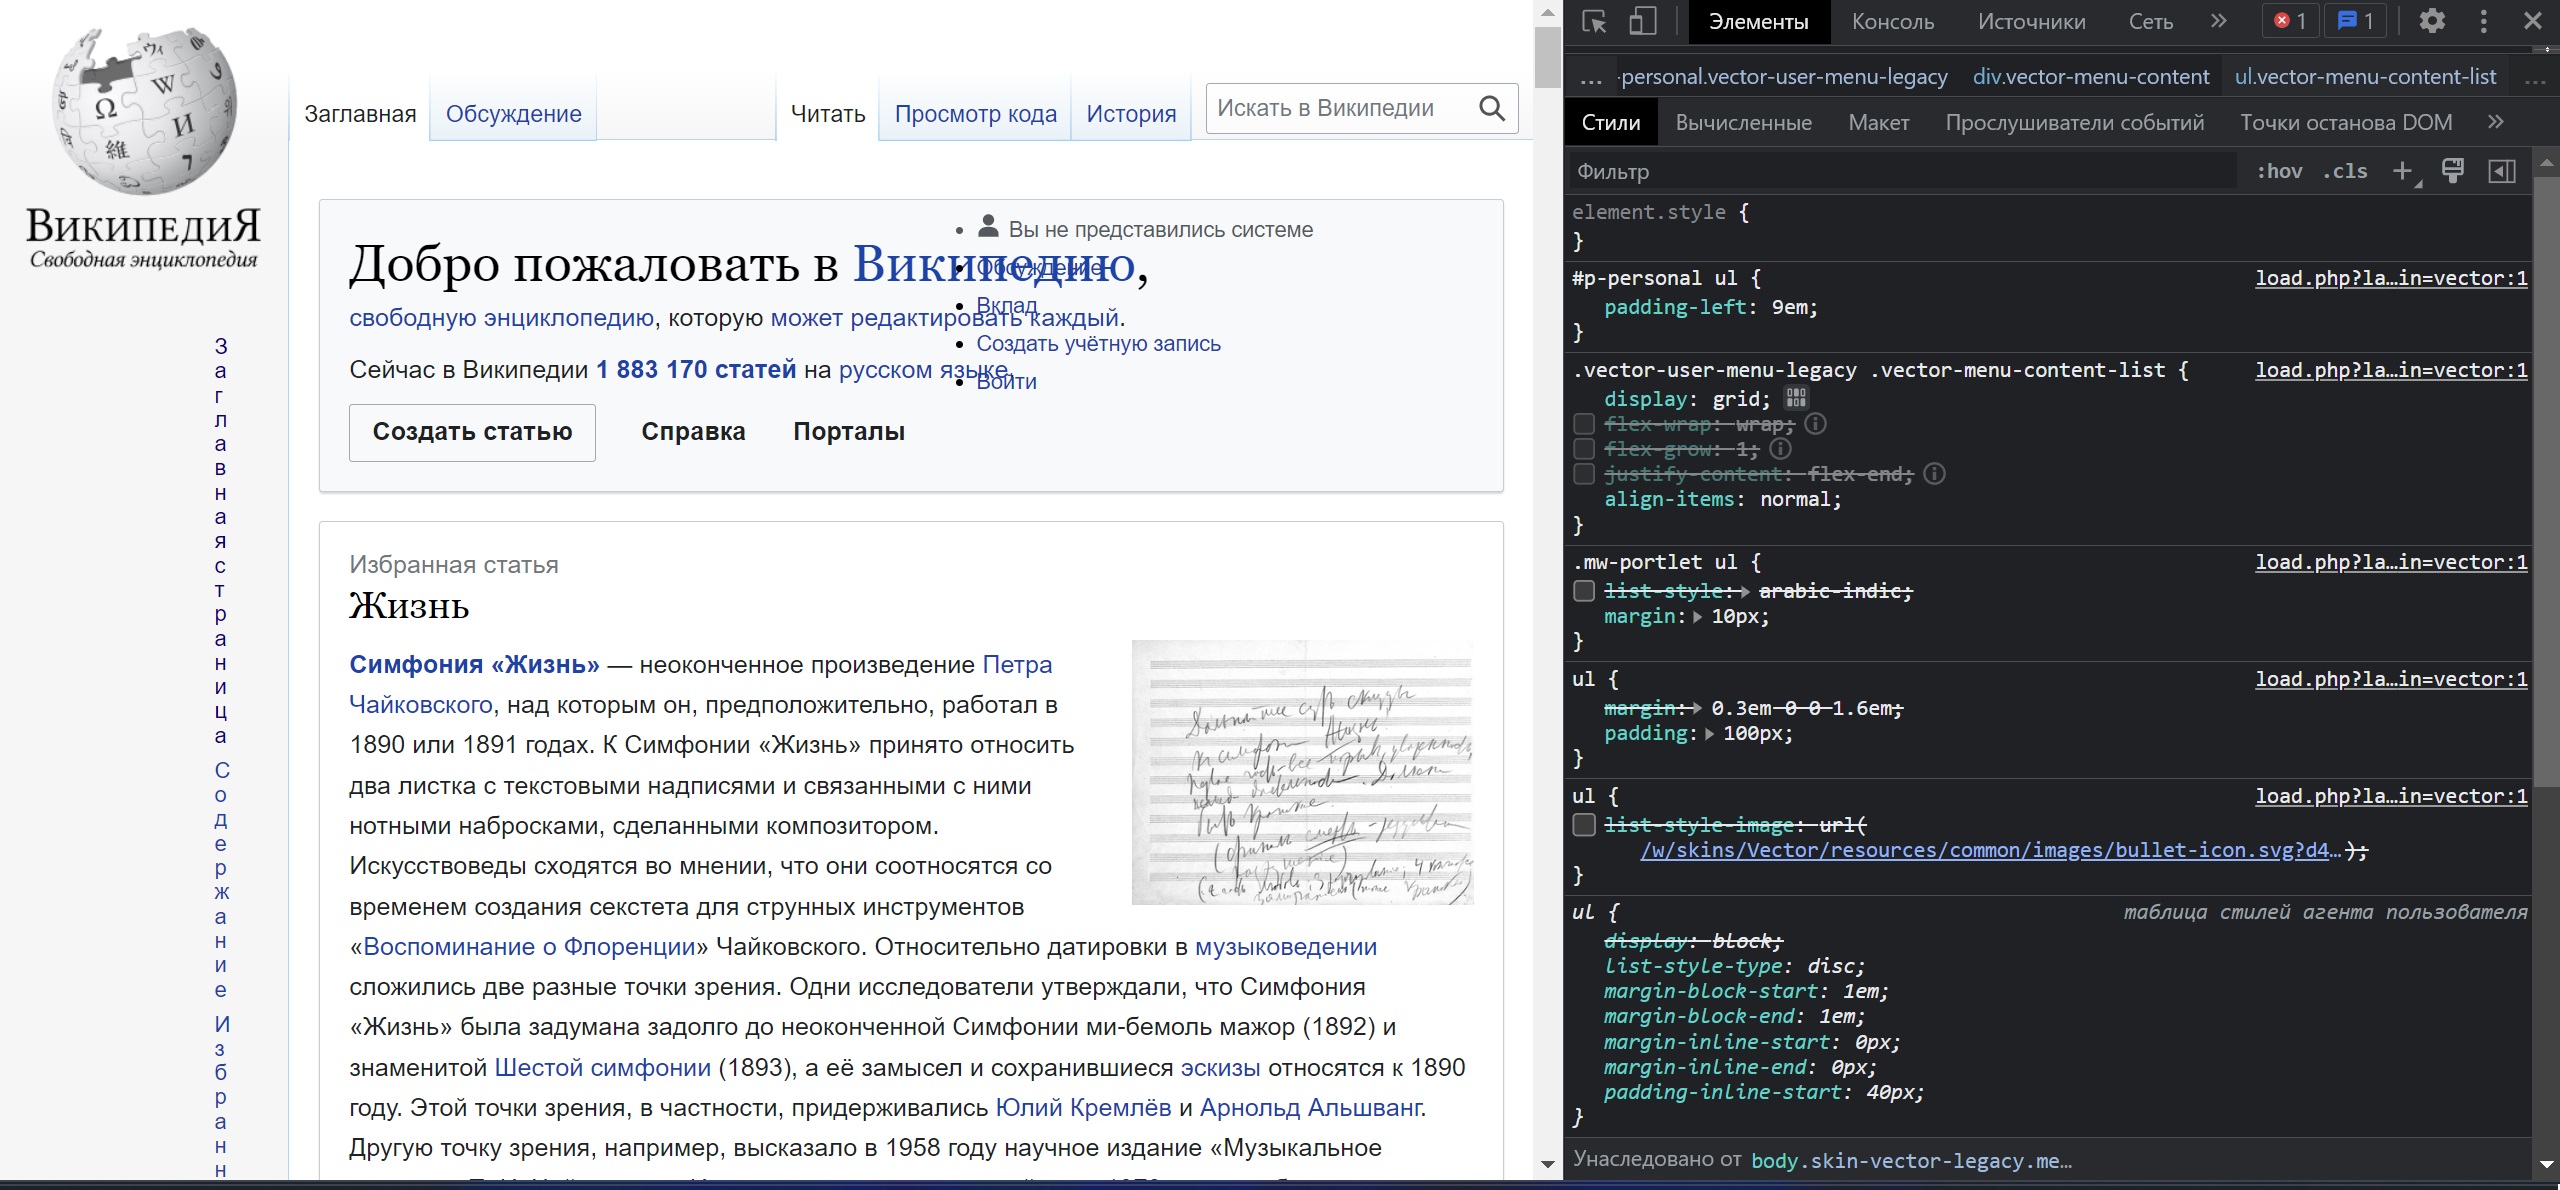 ВИКИПЕДИЯ
Свободная энциклопедия
Заглавная
Обсуждение
Читать
Просмотр кода
История
Искать в Википедии
Вы не представились системе
Обсуждение
Вклад
Создать учётную запись
Войти
Добро пожаловать в Википедию,
свободную энциклопедию, которую может редактировать каждый.
Сейчас в Википедии 1 883 170 статей на русском языке.
Создать статью Справка Порталы
З
а
г
л
а
в
н
а
я
с
т
р
а
н
и
ц
а
С
о
д
е
р
ж
а
н
и
е
И
з
б
р
а
н
н
Избранная статья
Жизнь
Симфония «Жизнь» — неоконченное произведение Петра
Чайковского, над которым он, предположительно, работал в
1890 или 1891 годах. К Симфонии «Жизнь» принято относить
два листка с текстовыми надписями и связанными с ними
нотными набросками, сделанными композитором.
Искусствоведы сходятся во мнении, что они соотносятся со
временем создания секстета для струнных инструментов
«Воспоминание о Флоренции» Чайковского. Относительно датировки в музыковедении
сложились две разные точки зрения. Одни исследователи утверждали, что Симфония
«Жизнь» была задумана задолго до неоконченной Симфонии ми-бемоль мажор (1892) и
знаменитой Шестой симфонии (1893), а её замысел и сохранившиеся эскизы относятся к 1890
году. Этой точки зрения, в частности, придерживались Юлий Кремлёв и Арнольд Альшванг.
Другую точку зрения, например, высказало в 1958 году научное издание «Музыкальное
Элементы Консоль Источники Сеть » 1 1
… -personal.vector-user-menu-legacy div.vector-menu-content ul.vector-menu-content-list …
Стили Вычисленные Макет Прослушиватели событий Точки останова DOM »
Фильтр :hov .cls +
element.style {
}
#p-personal ul { load.php?la…in=vector:1
padding-left: 9em;
}
.vector-user-menu-legacy .vector-menu-content-list { load.php?la…in=vector:1
display: grid;
flex-wrap: wrap;
flex-grow: 1;
justify-content: flex-end;
align-items: normal;
}
.mw-portlet ul { load.php?la…in=vector:1
list-style: arabic-indic;
margin: 10px;
}
ul { load.php?la…in=vector:1
margin: 0.3em 0 0 1.6em;
padding: 100px;
}
ul { load.php?la…in=vector:1
list-style-image: url(
/w/skins/Vector/resources/common/images/bullet-icon.svg?d4… );
}
ul { таблица стилей агента пользователя
display: block;
list-style-type: disc;
margin-block-start: 1em;
margin-block-end: 1em;
margin-inline-start: 0px;
margin-inline-end: 0px;
padding-inline-start: 40px;
}
Унаследовано от body.skin-vector-legacy.me…